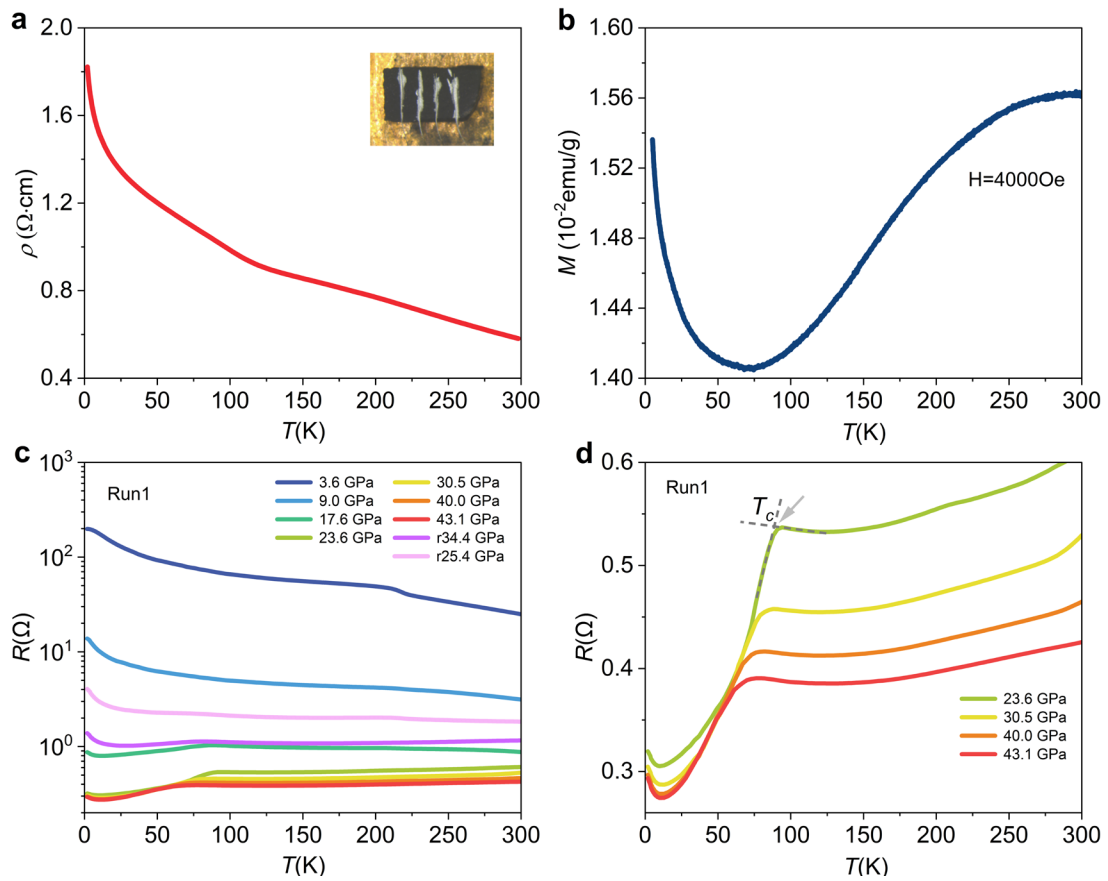 a
2.0
1.6
1.2
0.8
0.4
ρ (Ω·cm)
0 50 100 150 200 250 300
T(K)
b
1.60
1.56
1.52
1.48
1.44
1.40
M (10⁻²emu/g)
H=4000Oe
0 50 100 150 200 250 300
T(K)
c
10³
10²
10¹
10⁰
R(Ω)
Run1
3.6 GPa
9.0 GPa
17.6 GPa
23.6 GPa
30.5 GPa
40.0 GPa
43.1 GPa
r34.4 GPa
r25.4 GPa
0 50 100 150 200 250 300
T(K)
d
0.6
0.5
0.4
0.3
R(Ω)
Run1
Tc
23.6 GPa
30.5 GPa
40.0 GPa
43.1 GPa
0 50 100 150 200 250 300
T(K)